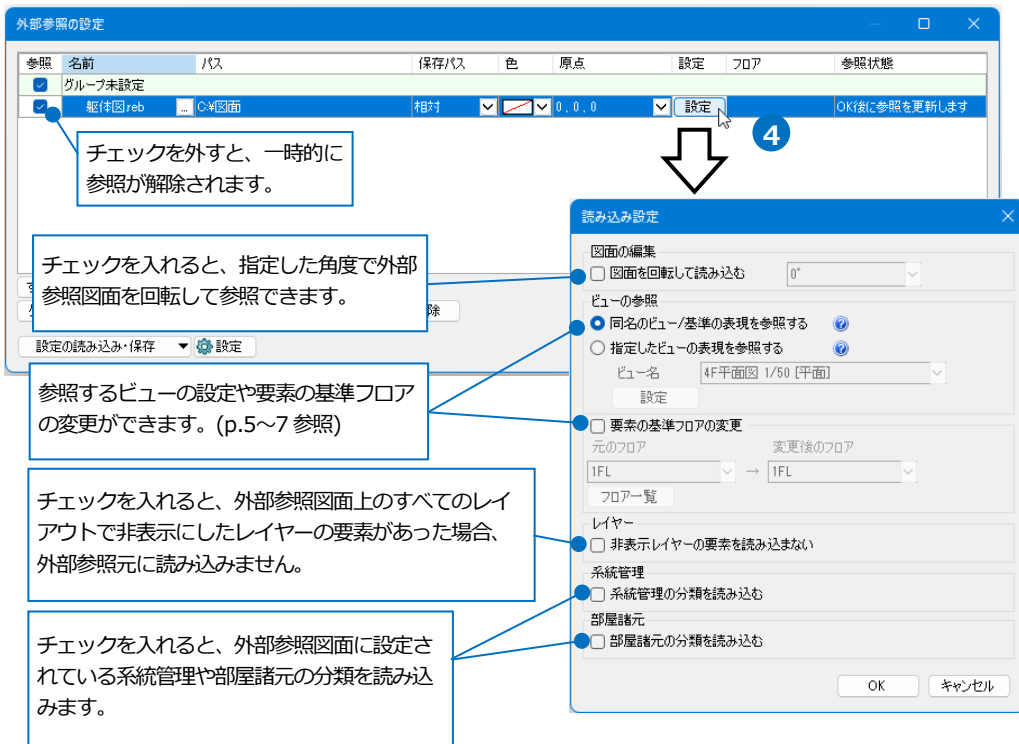 外部参照の設定
参照 名前 パス 保存パス 色 原点 設定 フロア 参照状態
グループ未設定
躯体図.reb ... C:¥図面 相対 0, 0, 0 設定 OK後に参照を更新します
4
チェックを外すと、一時的に
参照が解除されます。
チェックを入れると、指定した角度で外部
参照図面を回転して参照できます。
除
設定の読み込み・保存 設定
参照するビューの設定や要素の基準フロア
の変更ができます。(p.5～7 参照)
チェックを入れると、外部参照図面上のすべてのレイ
アウトで非表示にしたレイヤーの要素があった場合、
外部参照元に読み込みません。
チェックを入れると、外部参照図面に設定さ
れている系統管理や部屋諸元の分類を読み込
みます。
読み込み設定
図面の編集
図面を回転して読み込む 0°
ビューの参照
同名のビュー/基準の表現を参照する
指定したビューの表現を参照する
ビュー名 4F平面図 1/50 [平面]
設定
要素の基準フロアの変更
元のフロア 変更後のフロア
1FL → 1FL
フロア一覧
レイヤー
非表示レイヤーの要素を読み込まない
系統管理
系統管理の分類を読み込む
部屋諸元
部屋諸元の分類を読み込む
OK キャンセル